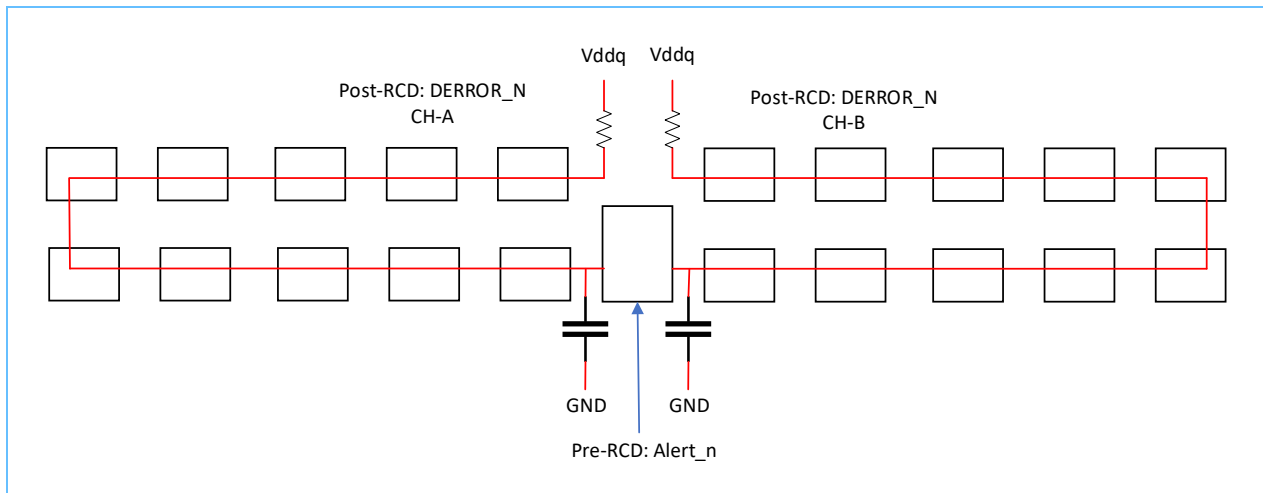 Vddq
Vddq
Post-RCD: DERROR_N
CH-A
Post-RCD: DERROR_N
CH-B
GND
GND
Pre-RCD: Alert_n